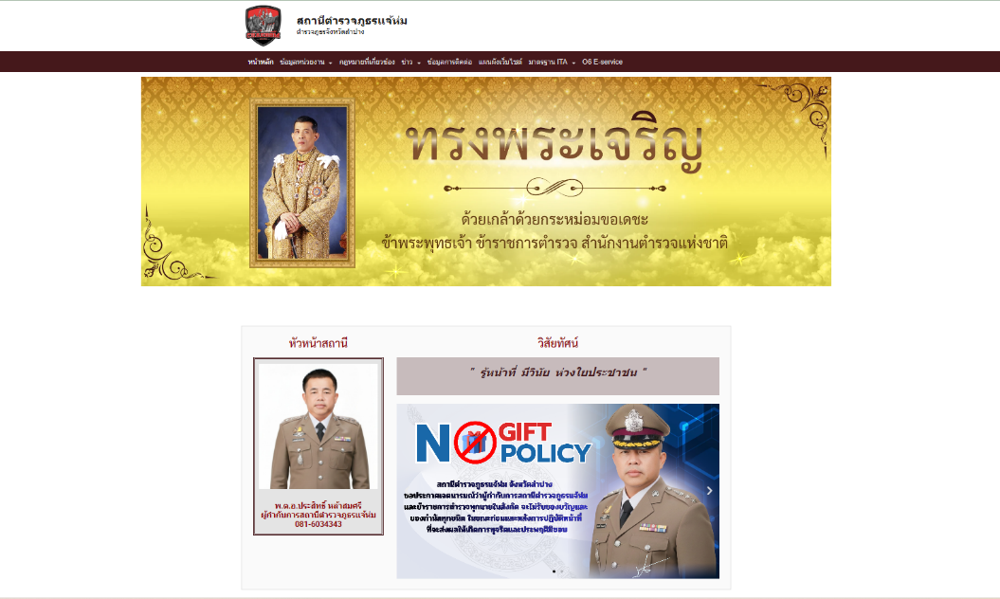 สถานีตำรวจภูธรแจ้ห่ม
ตำรวจภูธรจังหวัดลำปาง
หน้าหลัก ข้อมูลหน่วยงาน กฎหมายที่เกี่ยวข้อง ข่าว ข้อมูลการติดต่อ แผนผังเว็บไซต์ มาตรฐาน ITA O6 E-service
ทรงพระเจริญ
ด้วยเกล้าด้วยกระหม่อมขอเดชะ
ข้าพระพุทธเจ้า ข้าราชการตำรวจ สำนักงานตำรวจแห่งชาติ
หัวหน้าสถานี
พ.ต.อ.ประสิทธิ์ หล้าสมศรี
ผู้กำกับการสถานีตำรวจภูธรแจ้ห่ม
081-6034343
วิสัยทัศน์
" รู้หน้าที่ มีวินัย ห่วงใยประชาชน "
NO GIFT POLICY
สถานีตำรวจภูธรแจ้ห่ม จังหวัดลำปาง
ขอประกาศเจตนารมณ์ว่าผู้กำกับการสถานีตำรวจภูธรแจ้ห่ม
และข้าราชการตำรวจทุกนายในสังกัด จะไม่รับของขวัญและ
ของกำนัลทุกชนิด ในขณะก่อนและหลังการปฏิบัติหน้าที่
ที่จะส่งผลให้เกิดการทุจริตและประพฤติมิชอบ